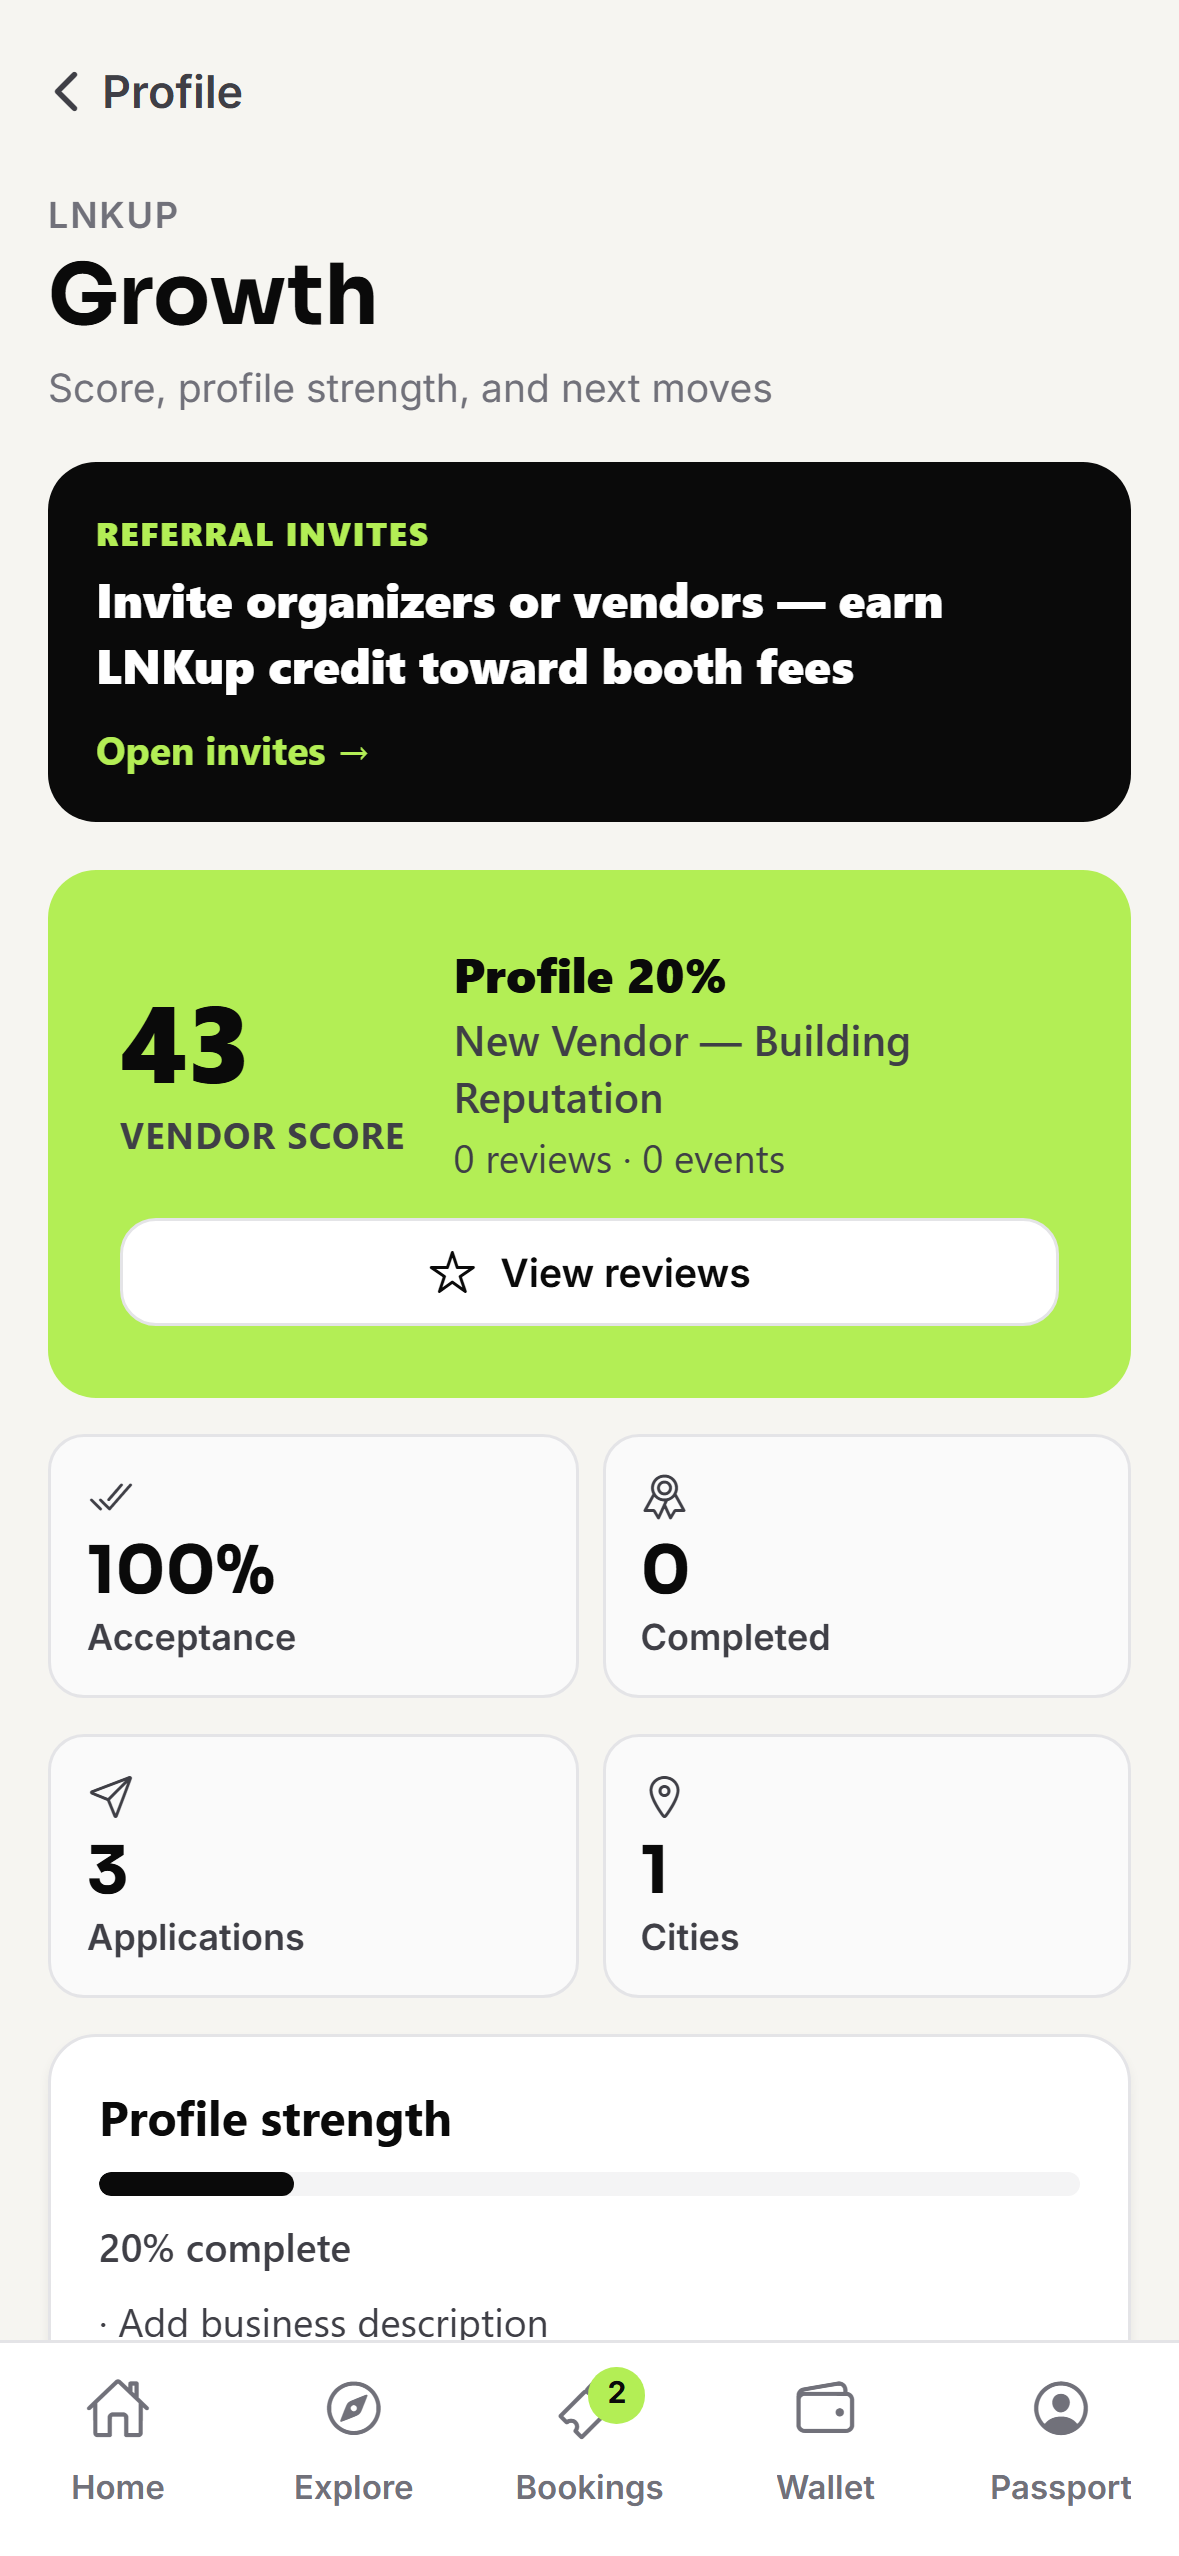 Profile
LNKUP
Growth
Score, profile strength, and next moves
REFERRAL INVITES
Invite organizers or vendors — earn
LNKup credit toward booth fees
Open invites →
43
VENDOR SCORE
Profile 20%
New Vendor — Building
Reputation
0 reviews · 0 events
View reviews
100%
Acceptance
0
Completed
3
Applications
1
Cities
Profile strength
20% complete
· Add business description
2
Home
Explore
Bookings
Wallet
Passport